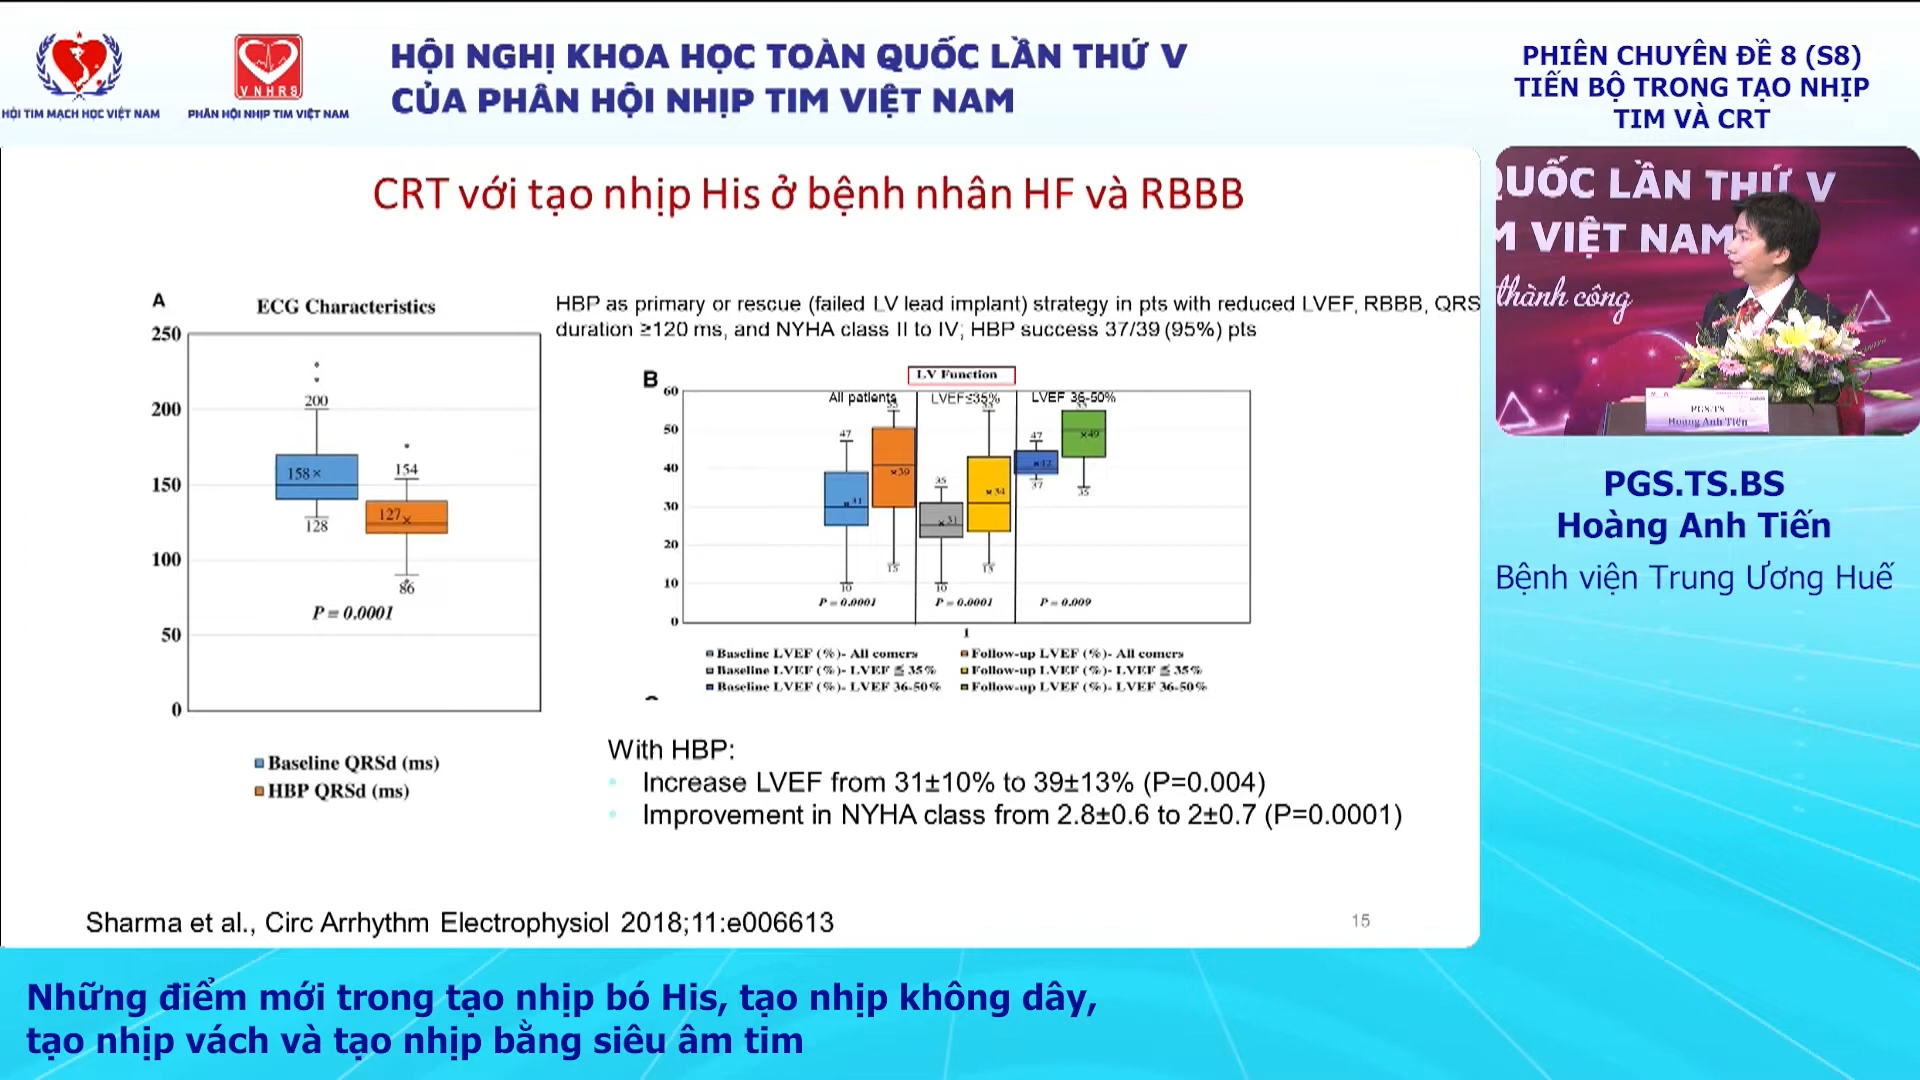 HỘI TIM MẠCH HỌC VIỆT NAM
VNHRS
PHÂN HỘI NHỊP TIM VIỆT NAM
HỘI NGHỊ KHOA HỌC TOÀN QUỐC LẦN THỨ V
CỦA PHÂN HỘI NHỊP TIM VIỆT NAM
PHIÊN CHUYÊN ĐỀ 8 (S8)
TIẾN BỘ TRONG TẠO NHỊP
TIM VÀ CRT
CRT với tạo nhịp His ở bệnh nhân HF và RBBB
A
ECG Characteristics
250
200
150
100
50
0
200
158
128
154
127
86
P = 0.0001
Baseline QRSd (ms)
HBP QRSd (ms)
HBP as primary or rescue (failed LV lead implant) strategy in pts with reduced LVEF, RBBB, QRS
duration ≥120 ms, and NYHA class II to IV; HBP success 37/39 (95%) pts
B
LV Function
60
50
40
30
20
10
0
All patients
LVEF≤35%
LVEF 36-50%
47
31
10
55
39
15
35
31
10
55
34
15
47
42
37
55
49
35
P = 0.0001
P = 0.0001
P = 0.009
1
Baseline LVEF (%)- All comers
Follow-up LVEF (%)- All comers
Baseline LVEF (%)- LVEF ≦ 35%
Follow-up LVEF (%)- LVEF ≦ 35%
Baseline LVEF (%)- LVEF 36-50%
Follow-up LVEF (%)- LVEF 36-50%
With HBP:
Increase LVEF from 31±10% to 39±13% (P=0.004)
Improvement in NYHA class from 2.8±0.6 to 2±0.7 (P=0.0001)
Sharma et al., Circ Arrhythm Electrophysiol 2018;11:e006613
15
QUỐC LẦN THỨ V
M VIỆT NAM
thành công
PGS.TS
Hoàng Anh Tiến
PGS.TS.BS
Hoàng Anh Tiến
Bệnh viện Trung Ương Huế
Những điểm mới trong tạo nhịp bó His, tạo nhịp không dây,
tạo nhịp vách và tạo nhịp bằng siêu âm tim